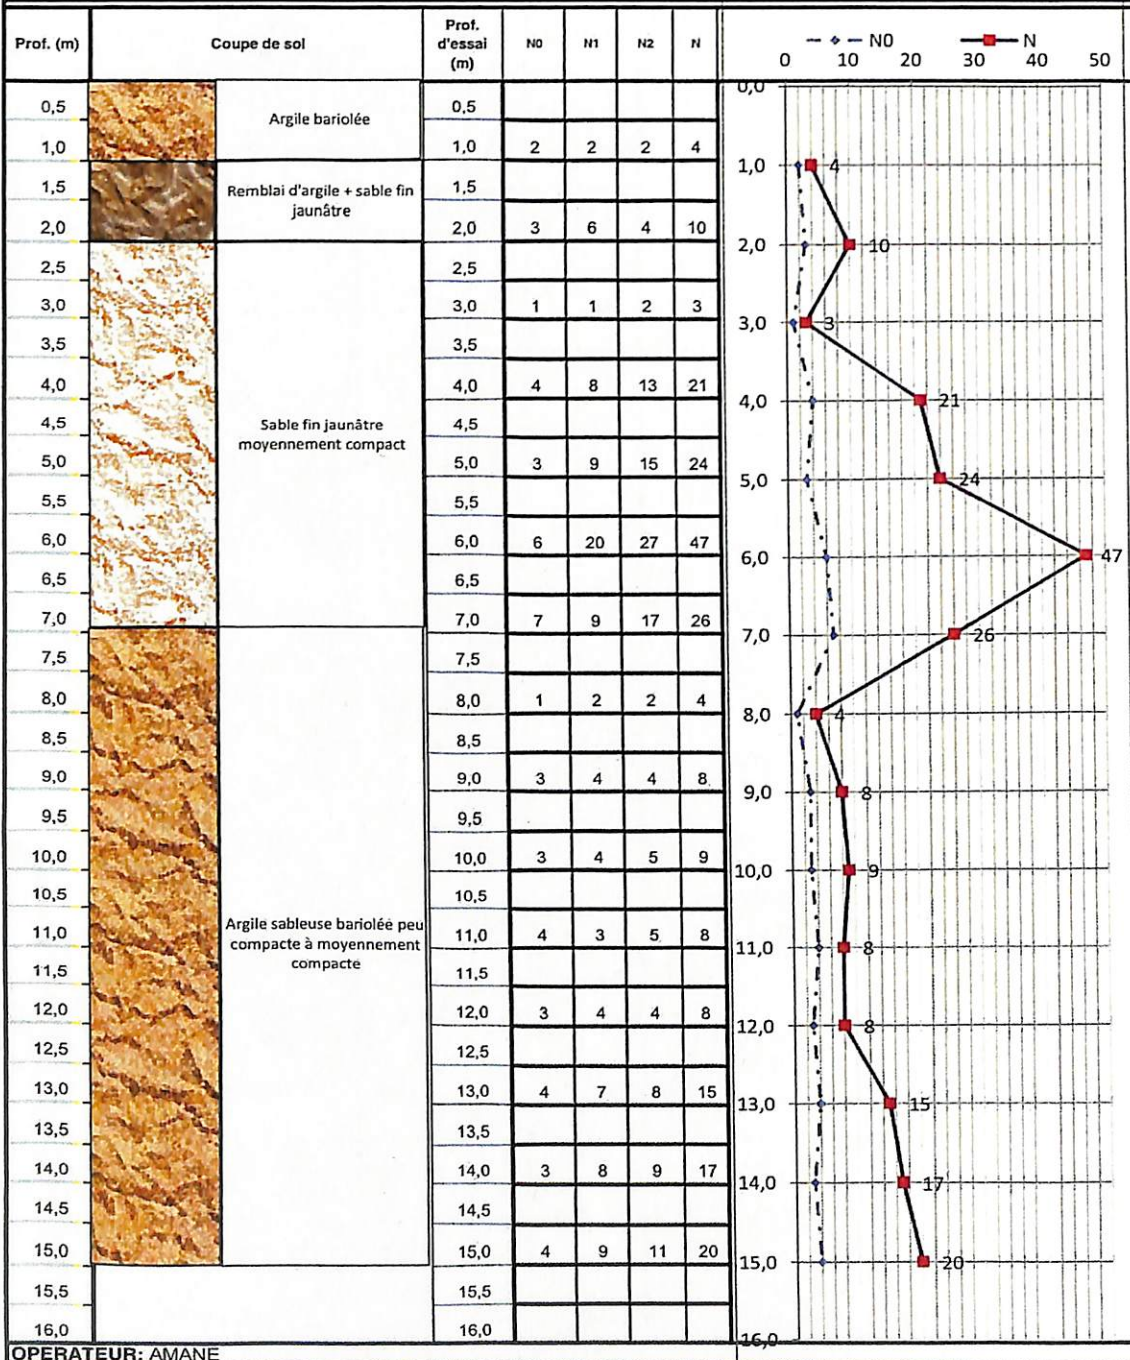 Prof. (m) Coupe de sol Prof. d'essai (m) N0 N1 N2 N
N0 N
0 10 20 30 40 50
0,0
0,5 Argile bariolée 0,5
1,0 1,0 2 2 2 4 1,0 4
1,5 Remblai d'argile + sable fin jaunâtre 1,5
2,0 2,0 3 6 4 10 2,0 10
2,5 2,5
3,0 3,0 1 1 2 3 3,0 3
3,5 3,5
4,0 4,0 4 8 13 21 4,0 21
4,5 Sable fin jaunâtre moyennement compact 4,5
5,0 5,0 3 9 15 24 5,0 24
5,5 5,5
6,0 6,0 6 20 27 47 6,0 47
6,5 6,5
7,0 7,0 7 9 17 26 7,0 26
7,5 7,5
8,0 8,0 1 2 2 4 8,0 4
8,5 8,5
9,0 9,0 3 4 4 8 9,0 8
9,5 9,5
10,0 10,0 3 4 5 9 10,0 9
10,5 10,5
11,0 Argile sableuse bariolée peu compacte à moyennement compacte 11,0 4 3 5 8 11,0 8
11,5 11,5
12,0 12,0 3 4 4 8 12,0 8
12,5 12,5
13,0 13,0 4 7 8 15 13,0 15
13,5 13,5
14,0 14,0 3 8 9 17 14,0 17
14,5 14,5
15,0 15,0 4 9 11 20 15,0 20
15,5 15,5
16,0 16,0 16,0
OPERATEUR: AMANE